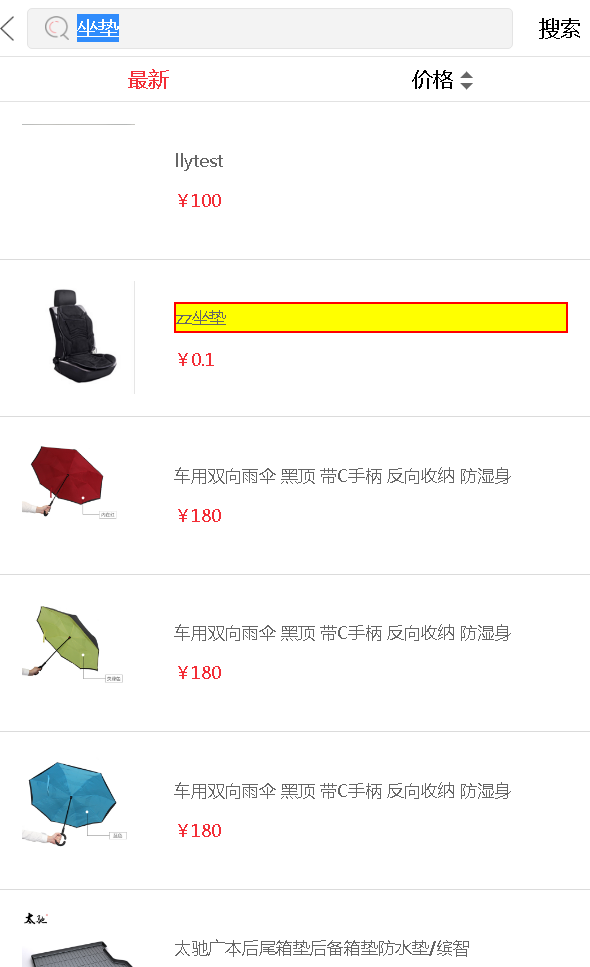 坐垫 搜索
最新 价格
llytest
￥100
zz坐垫
￥0.1
车用双向雨伞 黑顶 带C手柄 反向收纳 防湿身
￥180
车用双向雨伞 黑顶 带C手柄 反向收纳 防湿身
￥180
车用双向雨伞 黑顶 带C手柄 反向收纳 防湿身
￥180
太驰
太驰广本后尾箱垫后备箱垫防水垫/缤智